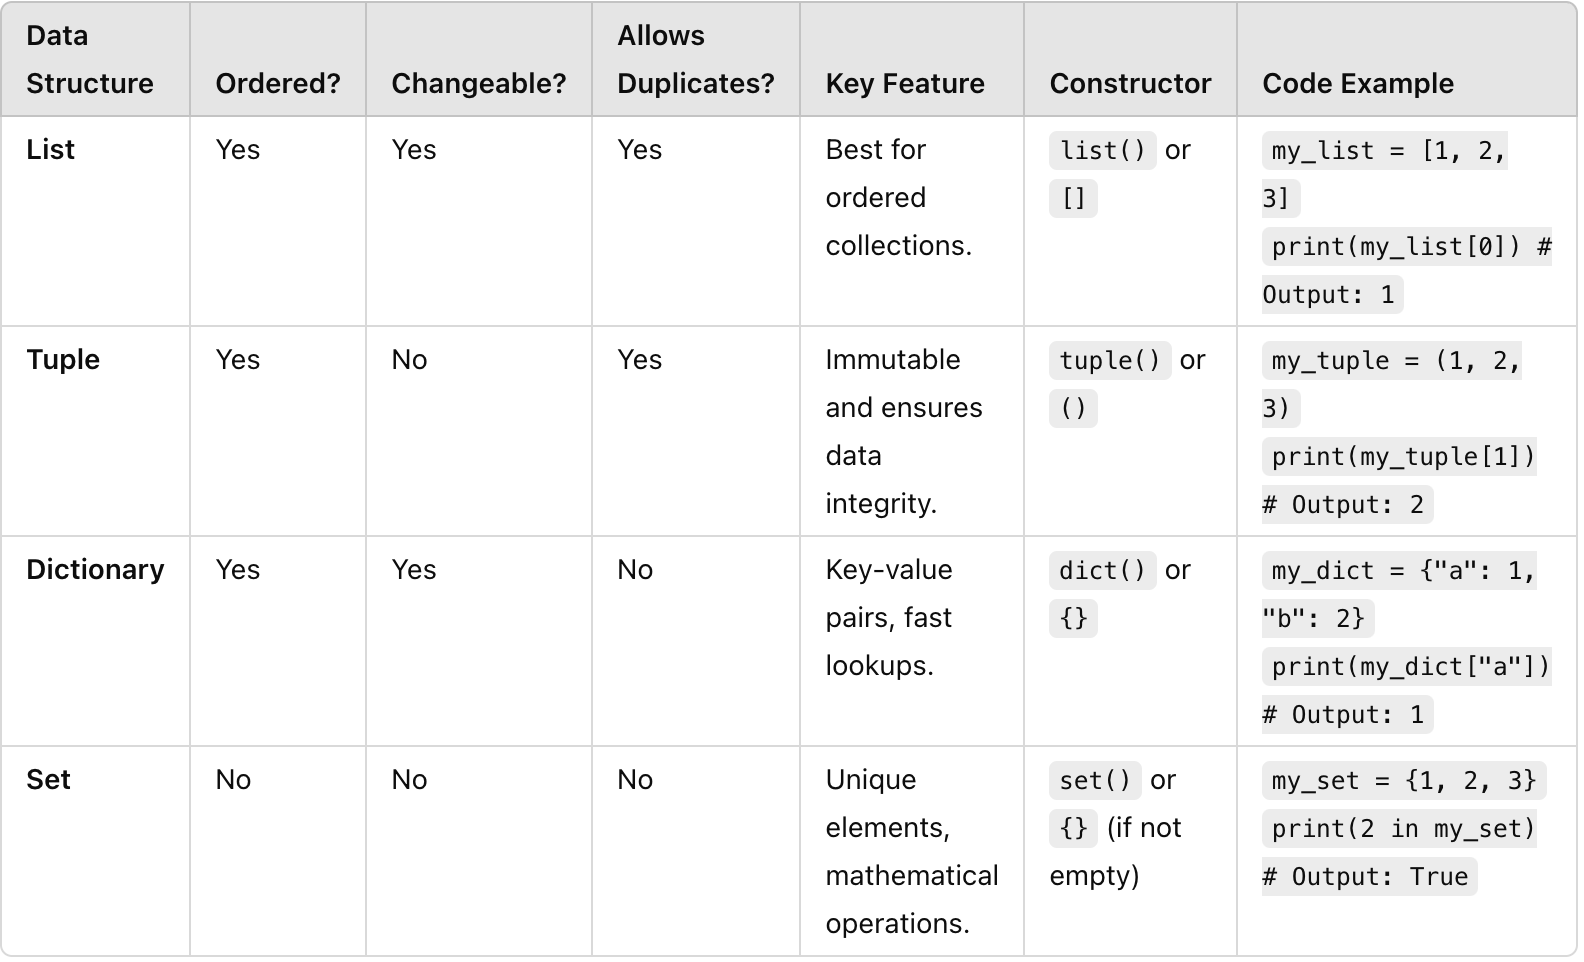 Data Structure
Ordered?
Changeable?
Allows Duplicates?
Key Feature
Constructor
Code Example
List
Yes
Yes
Yes
Best for
ordered
collections.
list() or
[]
my_list = [1, 2,
3]
print(my_list[0]) #
Output: 1
Tuple
Yes
No
Yes
Immutable
and ensures
data
integrity.
tuple() or
()
my_tuple = (1, 2,
3)
print(my_tuple[1])
# Output: 2
Dictionary
Yes
Yes
No
Key-value
pairs, fast
lookups.
dict() or
{}
my_dict = {"a": 1,
"b": 2}
print(my_dict["a"])
# Output: 1
Set
No
No
No
Unique
elements,
mathematical
operations.
set() or
{} (if not
empty)
my_set = {1, 2, 3}
print(2 in my_set)
# Output: True